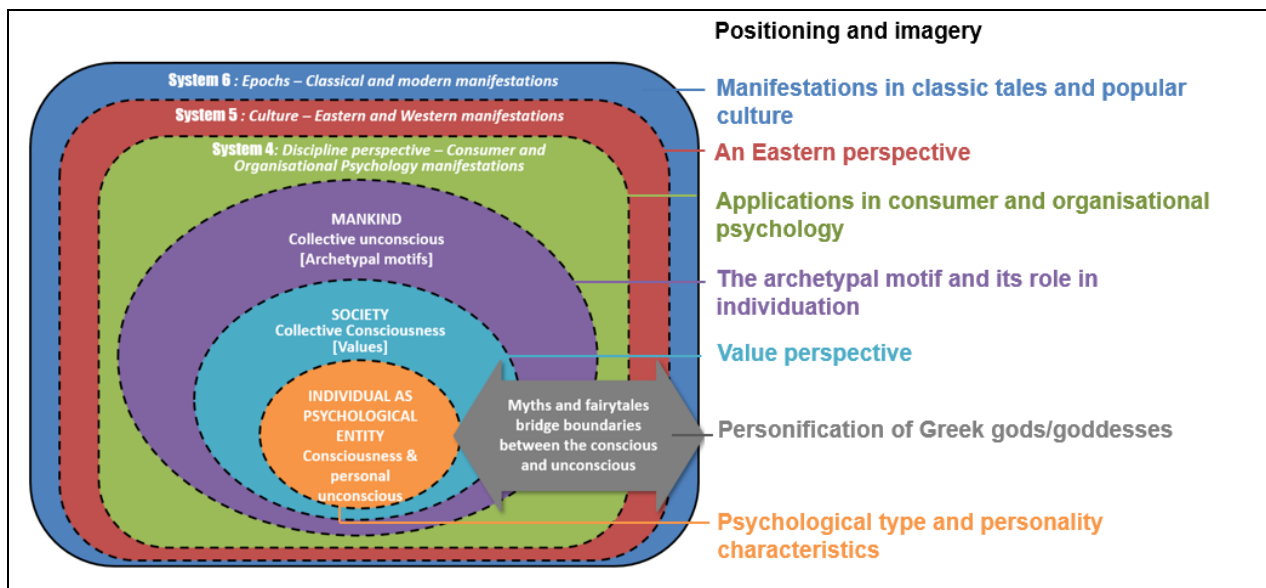 Positioning and imagery
System 6 : Epochs – Classical and modern manifestations
System 5 : Culture – Eastern and Western manifestations
System 4: Discipline perspective – Consumer and
Organisational Psychology manifestations
MANKIND
Collective unconscious
[Archetypal motifs]
SOCIETY
Collective Consciousness
[Values]
INDIVIDUAL AS
PSYCHOLOGICAL
ENTITY
Consciousness &
personal
unconscious
Myths and fairytales
bridge boundaries
between the conscious
and unconscious
Manifestations in classic tales and popular
culture
An Eastern perspective
Applications in consumer and organisational
psychology
The archetypal motif and its role in
individuation
Value perspective
Personification of Greek gods/goddesses
Psychological type and personality
characteristics